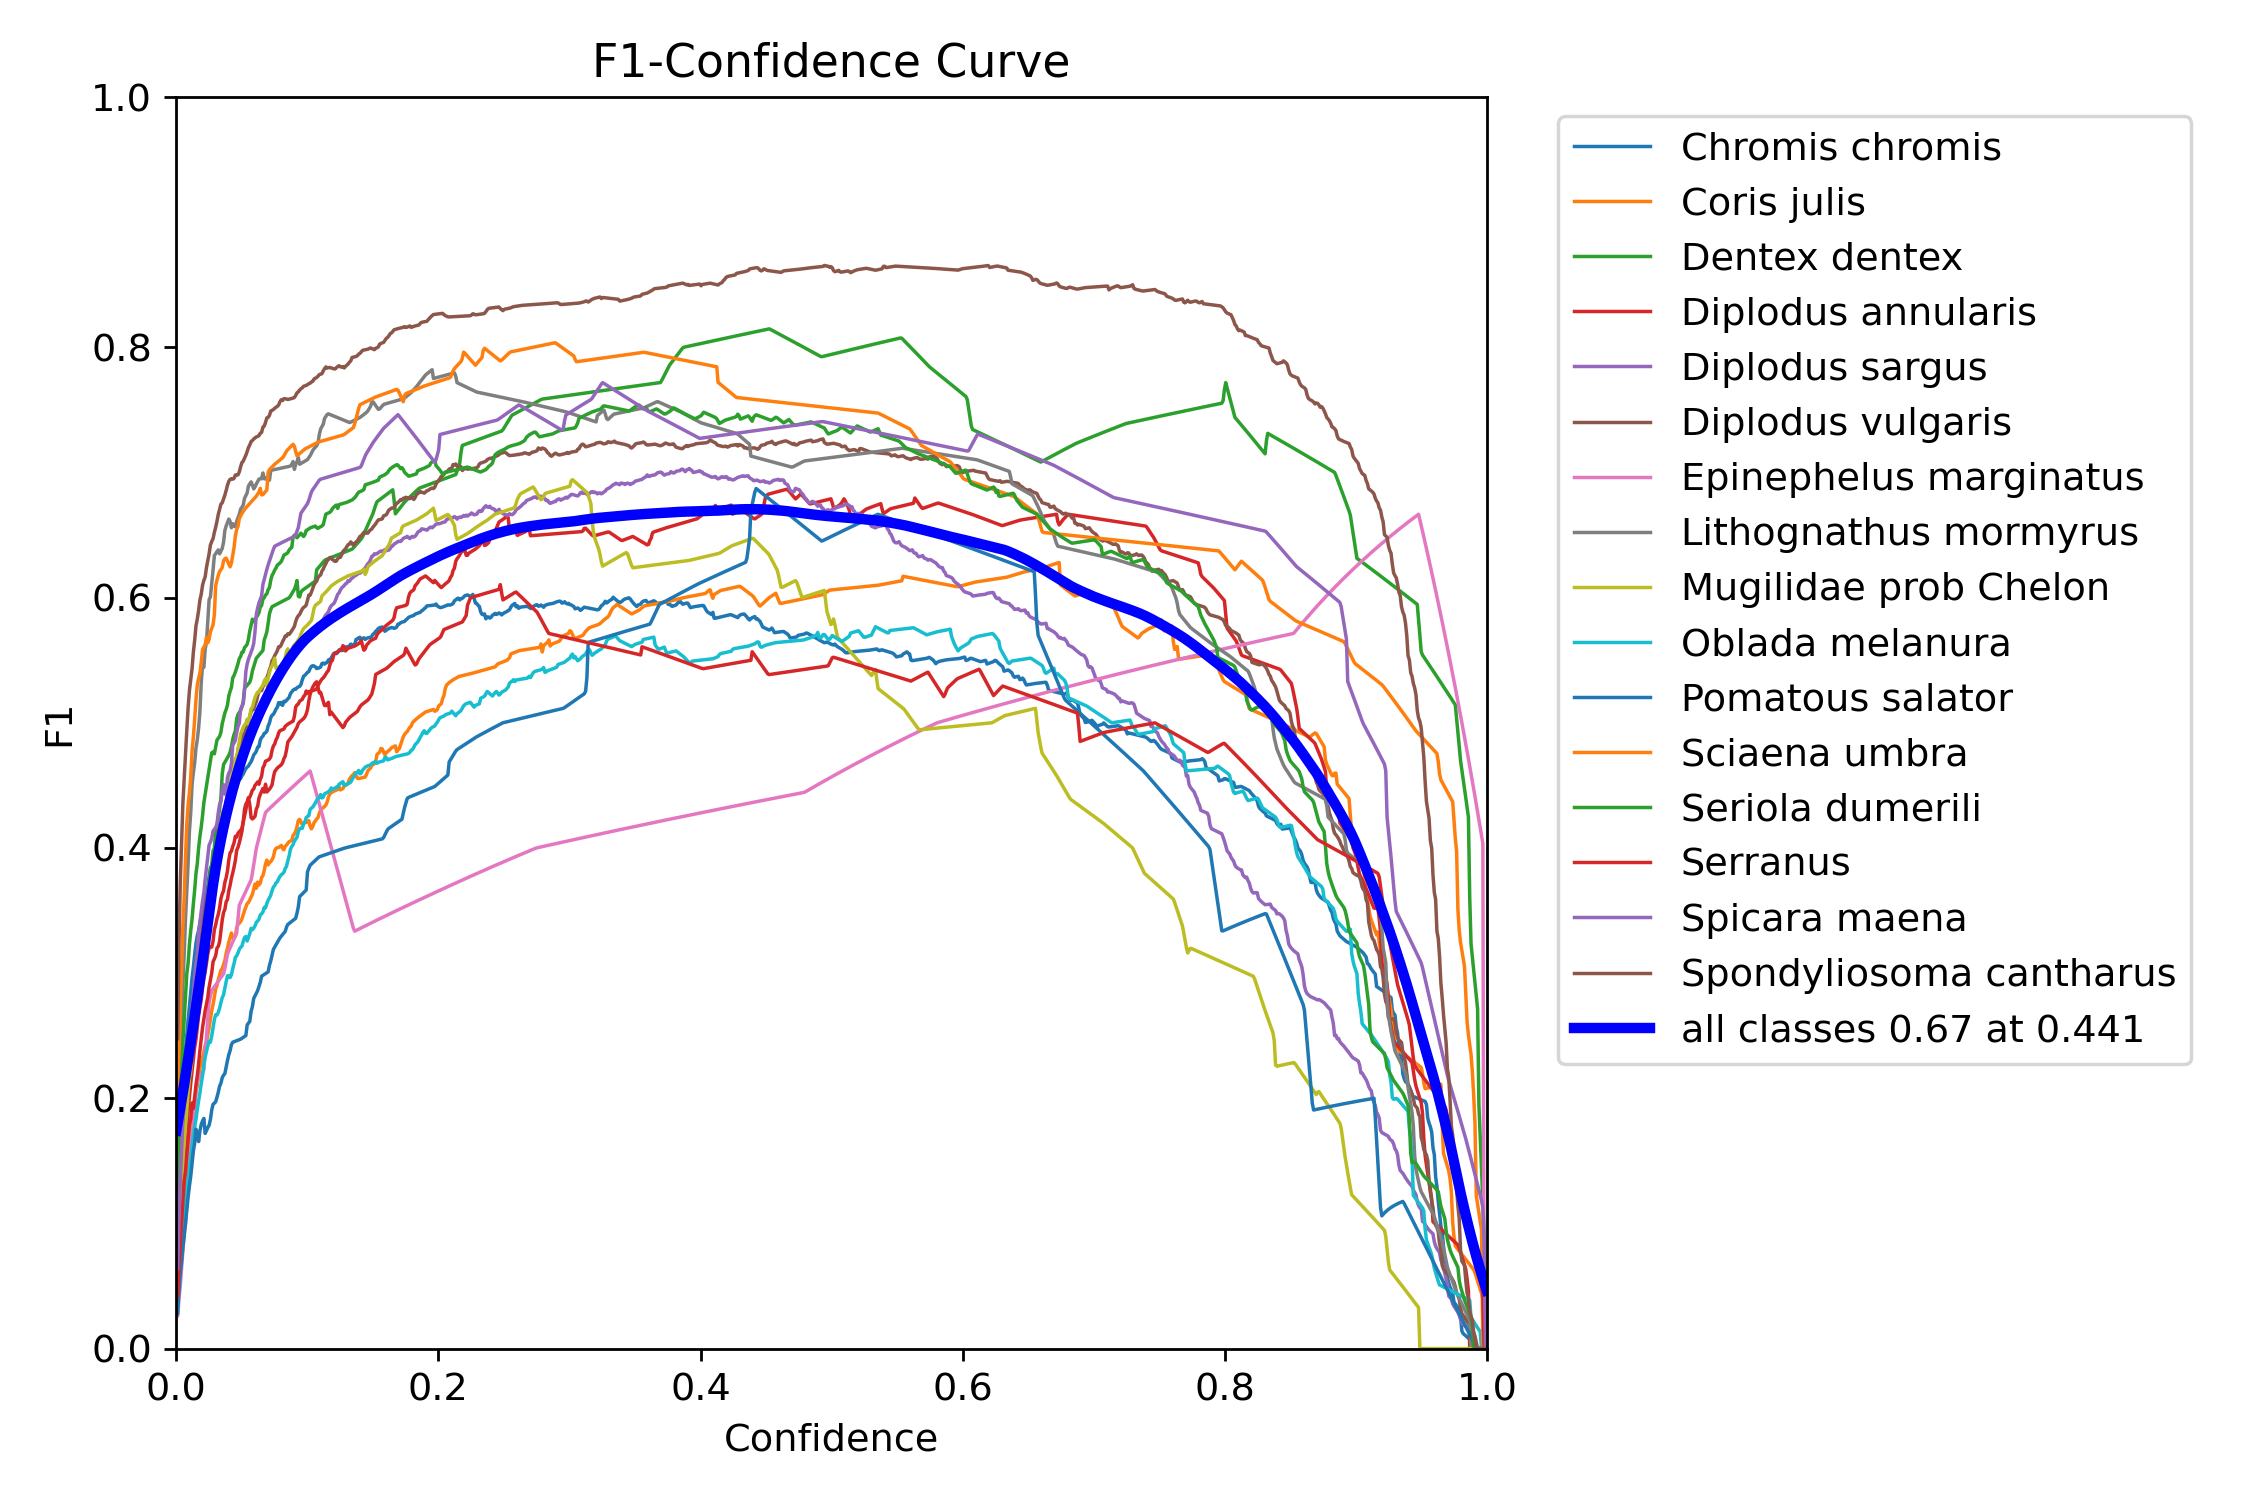 F1-Confidence Curve
1.0
0.8
0.6
0.4
0.2
0.0
F1
0.0 0.2 0.4 0.6 0.8 1.0
Confidence
Chromis chromis
Coris julis
Dentex dentex
Diplodus annularis
Diplodus sargus
Diplodus vulgaris
Epinephelus marginatus
Lithognathus mormyrus
Mugilidae prob Chelon
Oblada melanura
Pomatous salator
Sciaena umbra
Seriola dumerili
Serranus
Spicara maena
Spondyliosoma cantharus
all classes 0.67 at 0.441